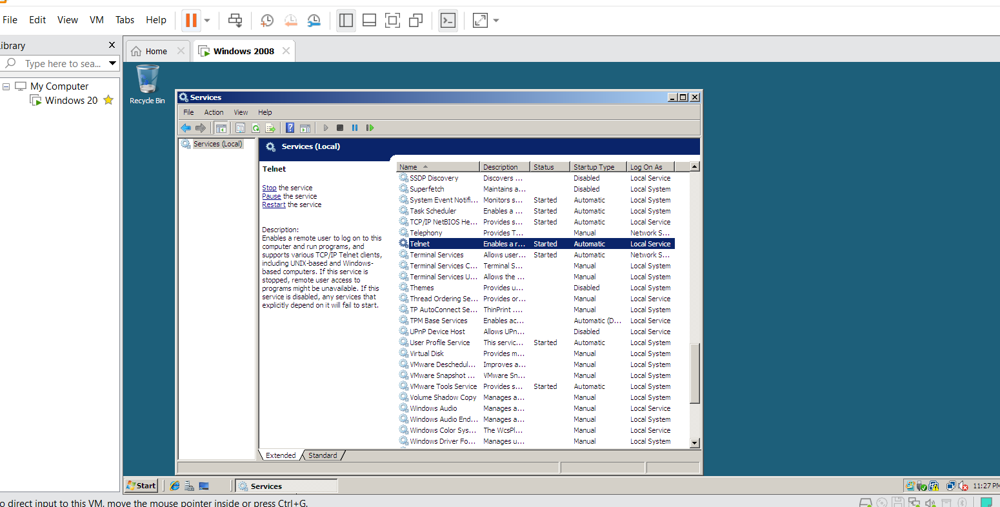 File Edit View VM Tabs Help
ibrary X
Type here to sea...
Home Windows 2008
My Computer
Windows 20
Recycle Bin
Services
File Action View Help
Services (Local)
Services (Local)
Telnet
Stop the service
Pause the service
Restart the service
Description:
Enables a remote user to log on to this
computer and run programs, and
supports various TCP/IP Telnet clients,
including UNIX-based and Windows-
based computers. If this service is
stopped, remote user access to
programs might be unavailable. If this
service is disabled, any services that
explicitly depend on it will fail to start.
Name Description Status Startup Type Log On As
SSDP Discovery Discovers ... Disabled Local Service
Superfetch Maintains a... Disabled Local System
System Event Notifi... Monitors s... Started Automatic Local System
Task Scheduler Enables a ... Started Automatic Local System
TCP/IP NetBIOS He... Provides s... Started Automatic Local Service
Telephony Provides T... Manual Network S...
Telnet Enables a r... Started Automatic Local Service
Terminal Services Allows user... Started Automatic Network S...
Terminal Services C... Terminal S... Manual Local System
Terminal Services U... Allows the ... Manual Local System
Themes Provides u... Disabled Local System
Thread Ordering Se... Provides or... Manual Local Service
TP AutoConnect Se... ThinPrint .... Manual Local System
TPM Base Services Enables ac... Automatic (D... Local Service
UPnP Device Host Allows UPn... Disabled Local Service
User Profile Service This servic... Started Automatic Local System
Virtual Disk Provides m... Manual Local System
VMware Deschedul... Improves a... Manual Local System
VMware Snapshot ... VMware Sn... Manual Local System
VMware Tools Service Provides s... Started Automatic Local System
Volume Shadow Copy Manages a... Manual Local System
Windows Audio Manages a... Manual Local Service
Windows Audio End... Manages a... Manual Local System
Windows Color Sys... The WcsPl... Manual Local Service
Windows Driver Fo... Manages u... Manual Local System
Extended Standard
Start Services 11:27 PM
o direct input to this VM, move the mouse pointer inside or press Ctrl+G.